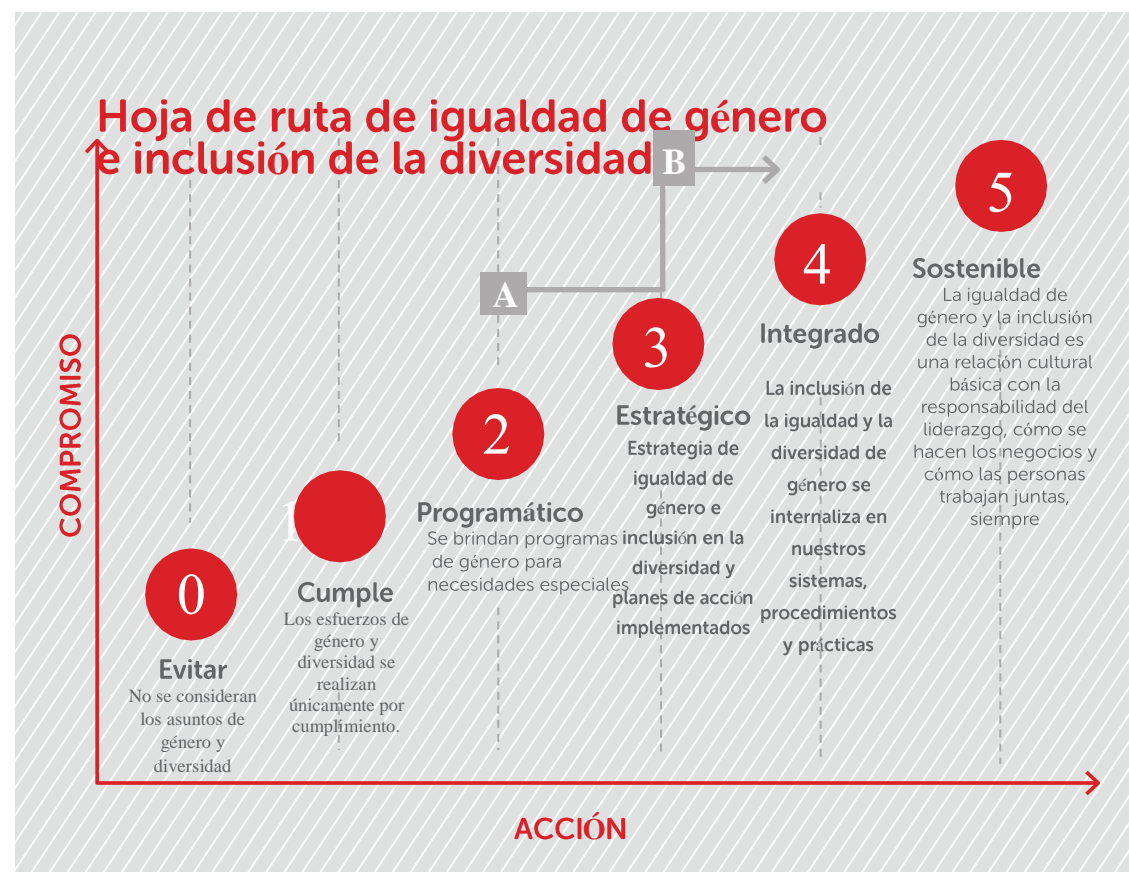 Hoja de ruta de igualdad de género
e inclusión de la diversidad
B
A
5
Sostenible
La igualdad de
género y la inclusión
de la diversidad es
una relación cultural
básica con la
responsabilidad del
liderazgo, cómo se
hacen los negocios y
cómo las personas
trabajan juntas,
siempre
4
Integrado
La inclusión de
la igualdad y la
diversidad de
género se
internaliza en
nuestros
sistemas,
procedimientos
y prácticas
3
Estratégico
Estrategia de
igualdad de
género e
inclusión en la
diversidad y
planes de acción
implementados
2
Programático
Se brindan programas
de género para
necesidades especiales
1
Cumple
Los esfuerzos de
género y
diversidad se
realizan
únicamente por
cumplimiento.
0
Evitar
No se consideran
los asuntos de
género y
diversidad
COMPROMISO
ACCIÓN